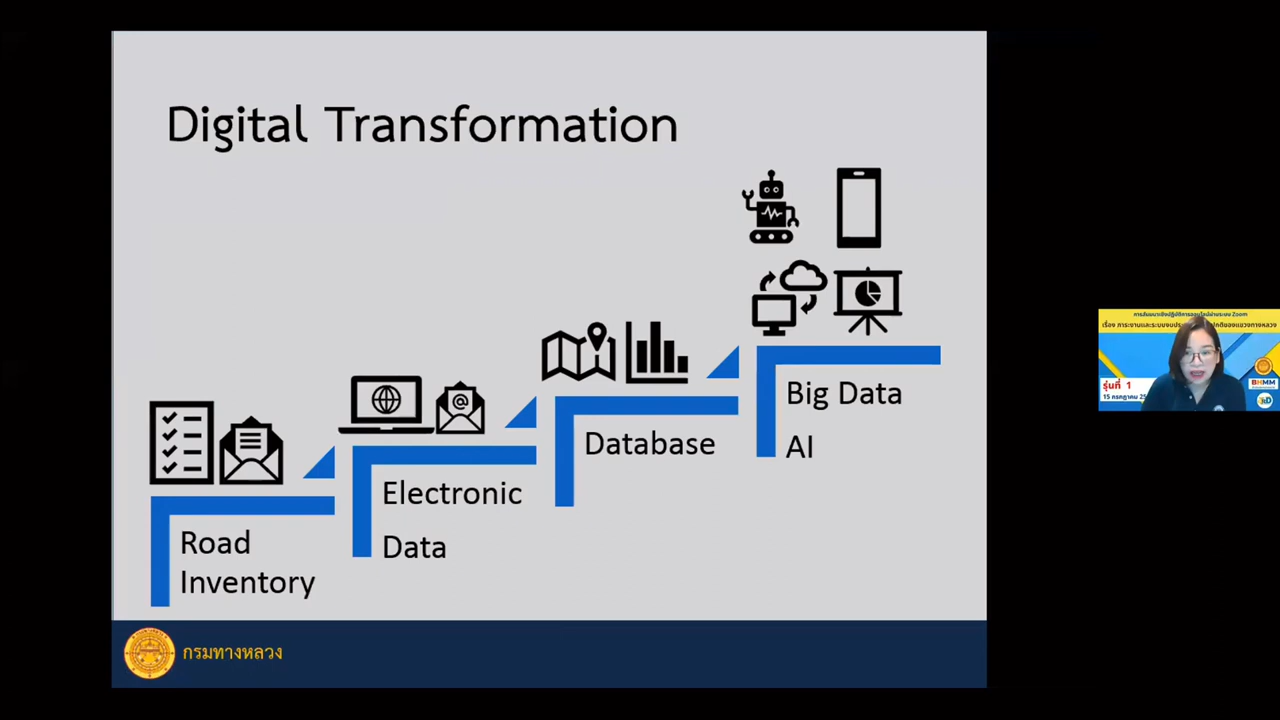 Digital Transformation
Road
Inventory
Electronic
Data
Database
Big Data
AI
กรมทางหลวง
รุ่นที่ 1
BMMM